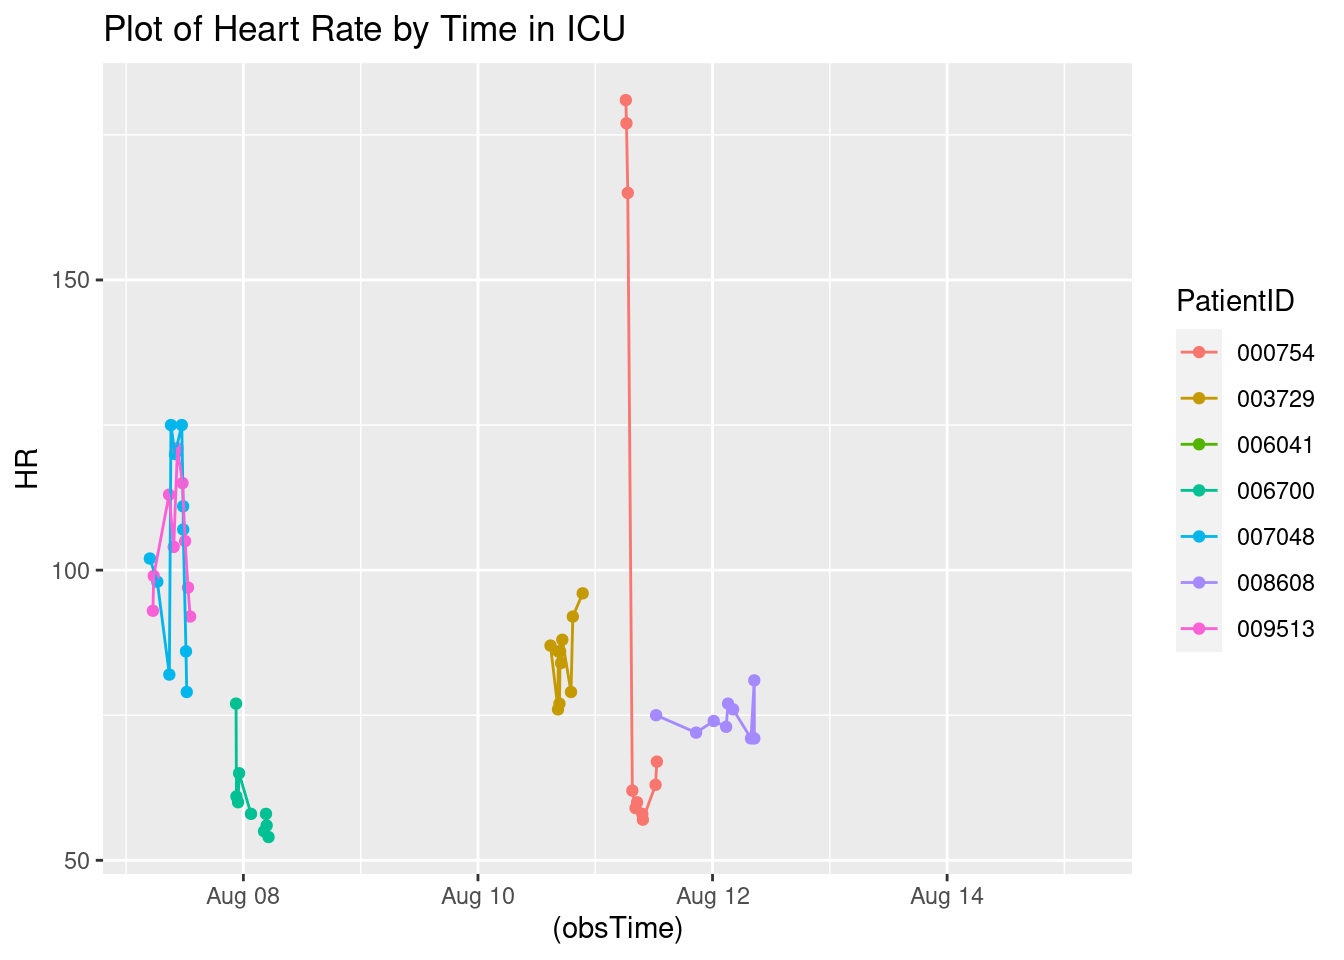 Plot of Heart Rate by Time in ICU
HR
150
100
50
Aug 08
Aug 10
Aug 12
Aug 14
(obsTime)
PatientID
000754
003729
006041
006700
007048
008608
009513